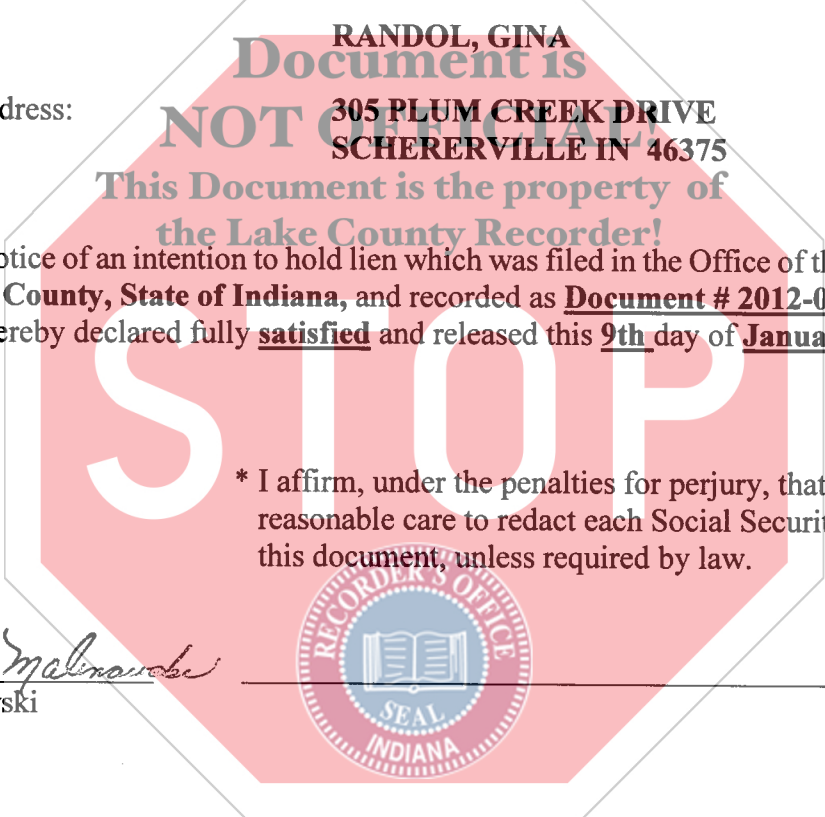 RANDOL, GINA
Document is
dress: 305 PLUM CREEK DRIVE
NOT OFFICIAL!
SCHERERVILLE IN 46375
This Document is the property of
the Lake County Recorder!
otice of an intention to hold lien which was filed in the Office of th
County, State of Indiana, and recorded as Document # 2012-0
ereby declared fully satisfied and released this 9th day of Janua
STOP
* I affirm, under the penalties for perjury, that
reasonable care to redact each Social Securit
this document, unless required by law.
RECORDER'S OFFICE
SEAL
INDIANA
Malinowski
ski